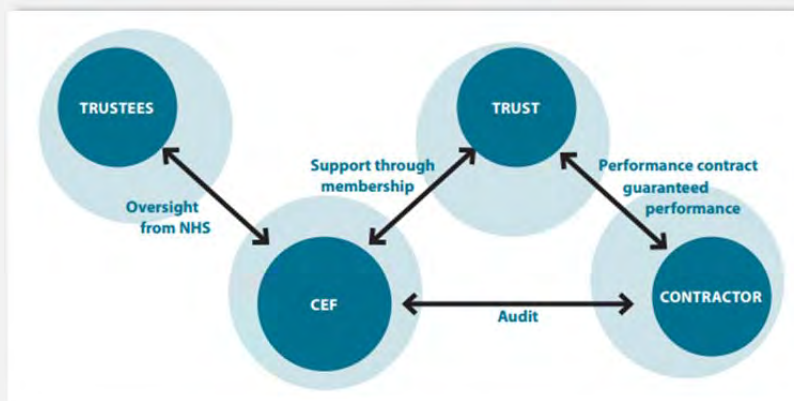 TRUSTEES
TRUST
Support through
membership
Performance contract
guaranteed
performance
Oversight
from NHS
CEF
CONTRACTOR
Audit